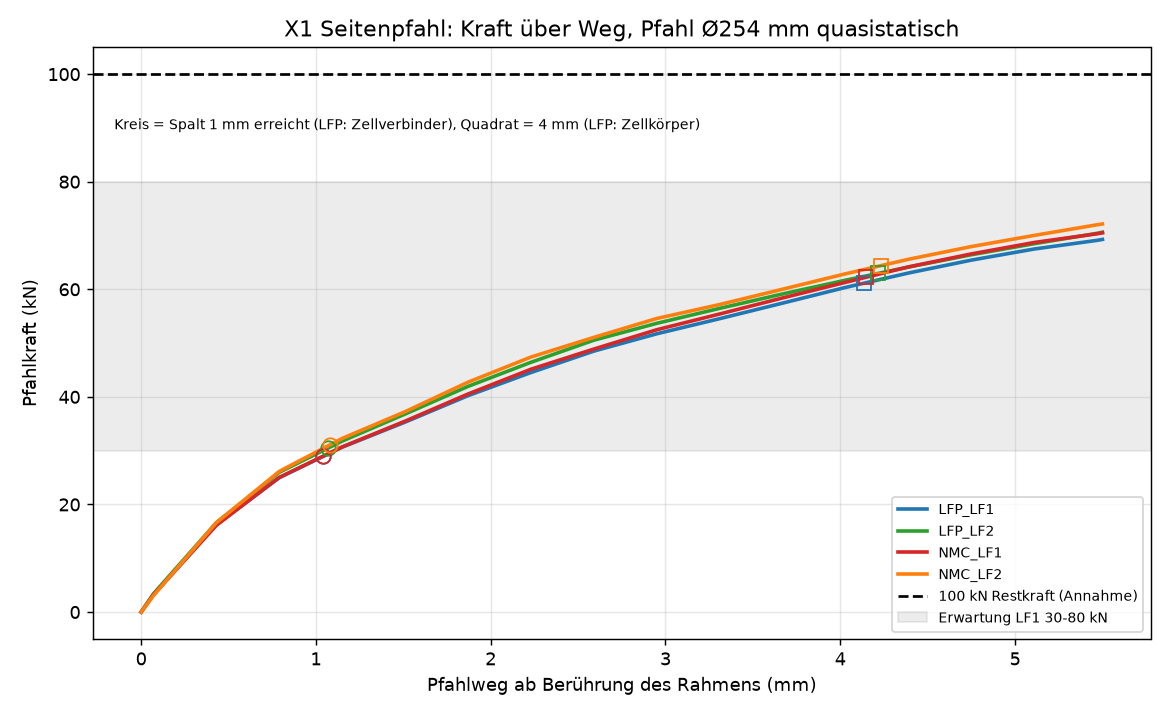 X1 Seitenpfahl: Kraft über Weg, Pfahl Ø254 mm quasistatisch
100
Kreis = Spalt 1 mm erreicht (LFP: Zellverbinder), Quadrat = 4 mm (LFP: Zellkörper)
80
60
40
20
0
Pfahlkraft (kN)
LFP_LF1
LFP_LF2
NMC_LF1
NMC_LF2
100 kN Restkraft (Annahme)
Erwartung LF1 30-80 kN
0 1 2 3 4 5
Pfahlweg ab Berührung des Rahmens (mm)